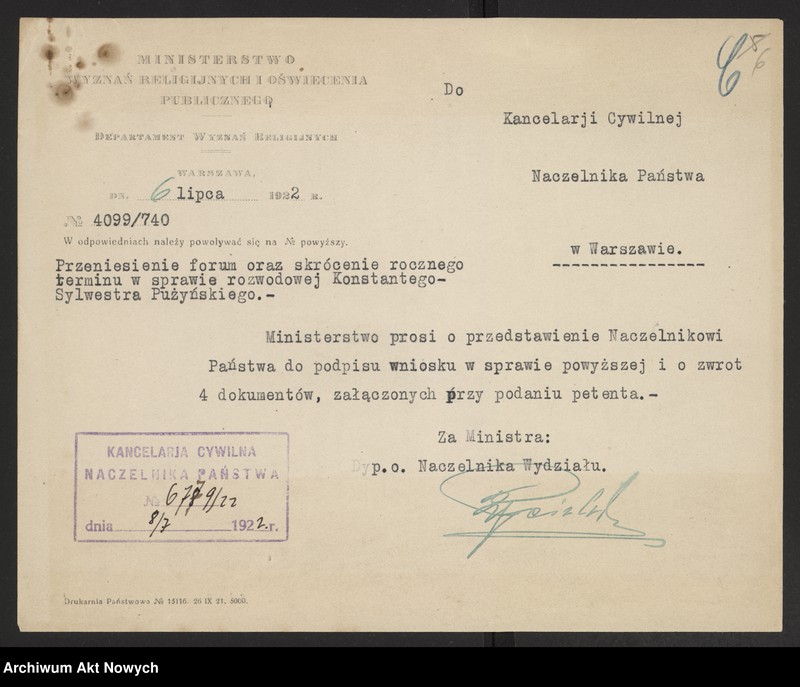 MINISTERSTWO
WYZNAŃ RELIGIJNYCH I OŚWIECENIA
PUBLICZNEGO
DEPARTAMENT WYZNAŃ RELIGIJNYCH
WARSZAWA,
DN. 6 lipca 1922 R.
№ 4099/740
W odpowiedniach należy powoływać się na № powyższy.
Przeniesienie forum oraz skrócenie rocznego
terminu w sprawie rozwodowej Konstantego-
Sylwestra Pużyńskiego.-
8
6
Do
Kancelarji Cywilnej
Naczelnika Państwa
w Warszawie.
Ministerstwo prosi o przedstawienie Naczelnikowi
Państwa do podpisu wniosku w sprawie powyższej i o zwrot
4 dokumentów, załączonych przy podaniu petenta.-
Za Ministra:
p.o. Naczelnika Wydziału.
KANCELARJA CYWILNA
NACZELNIKA PAŃSTWA
№ 6779/22
dnia 8/7 1922.r.
Drukarnia Państwowa № 15116. 26 IX 21. 5000.
Archiwum Akt Nowych